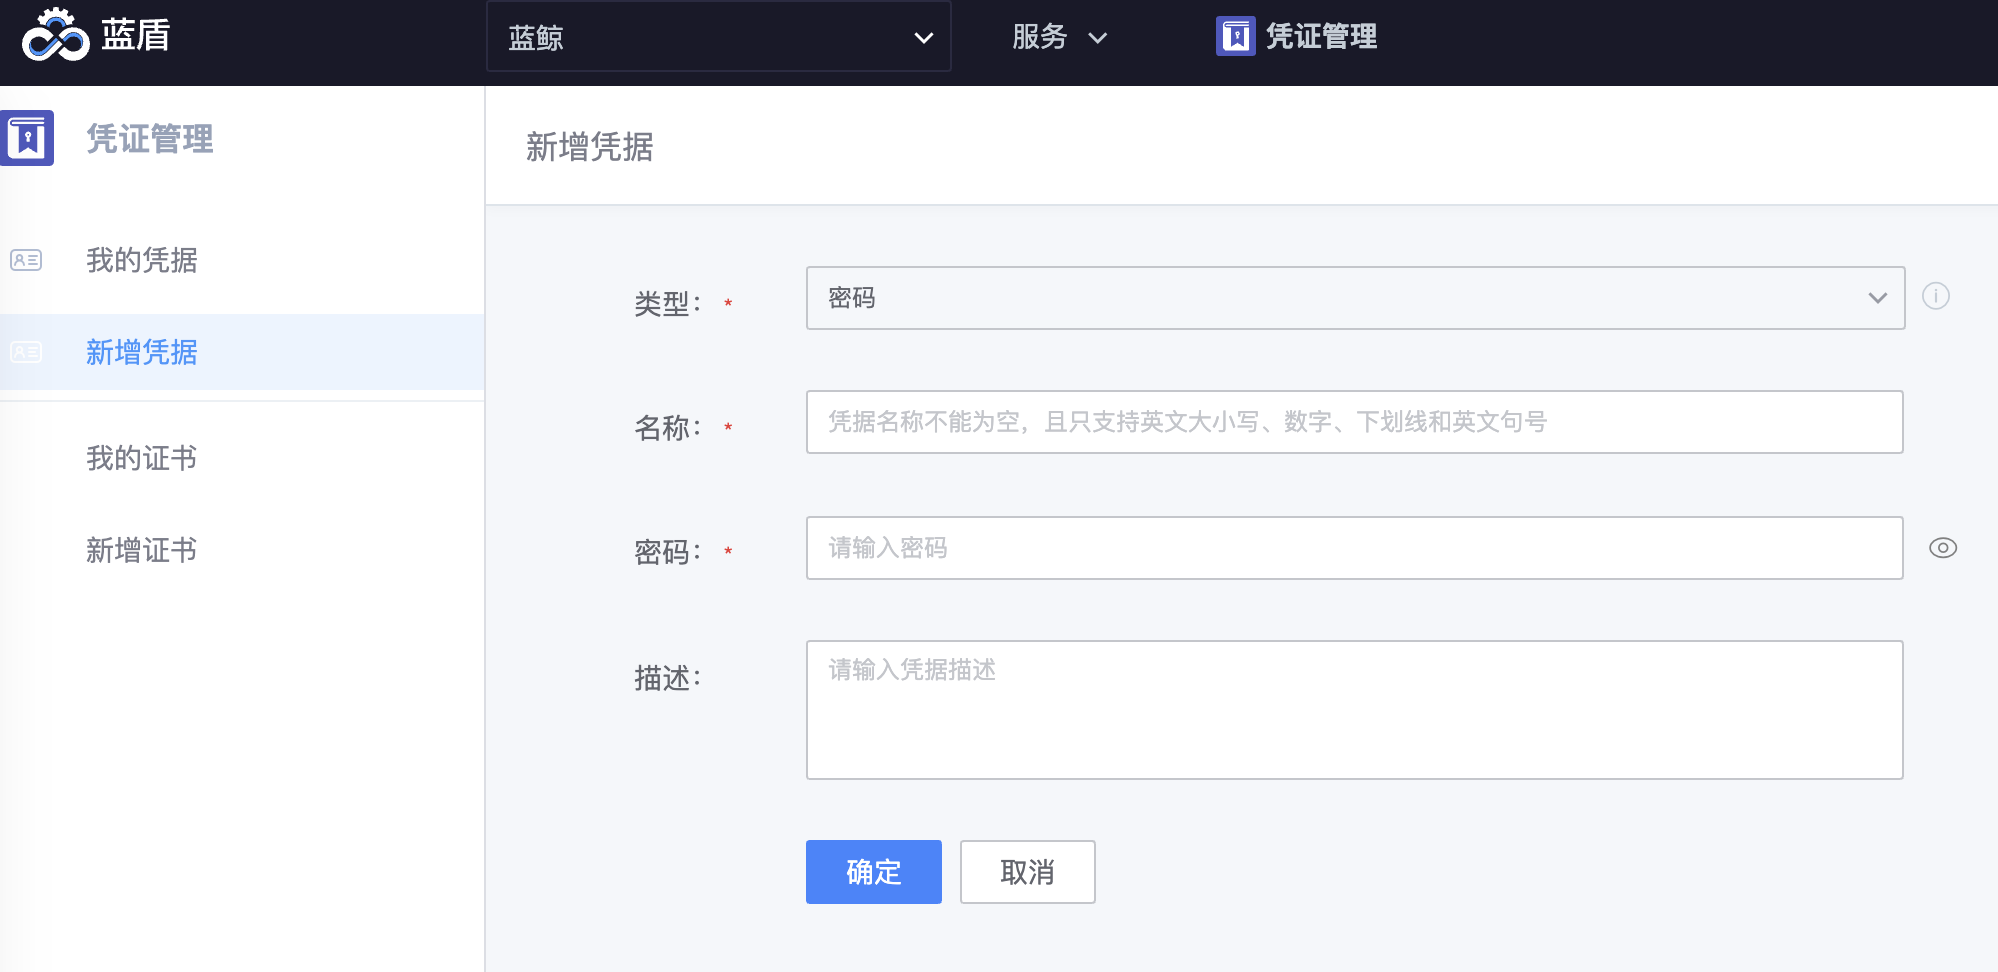 蓝盾
蓝鲸
服务
凭证管理
凭证管理
我的凭据
新增凭据
我的证书
新增证书
新增凭据
类型： *
密码
名称： *
凭据名称不能为空，且只支持英文大小写、数字、下划线和英文句号
密码： *
请输入密码
描述：
请输入凭据描述
确定
取消